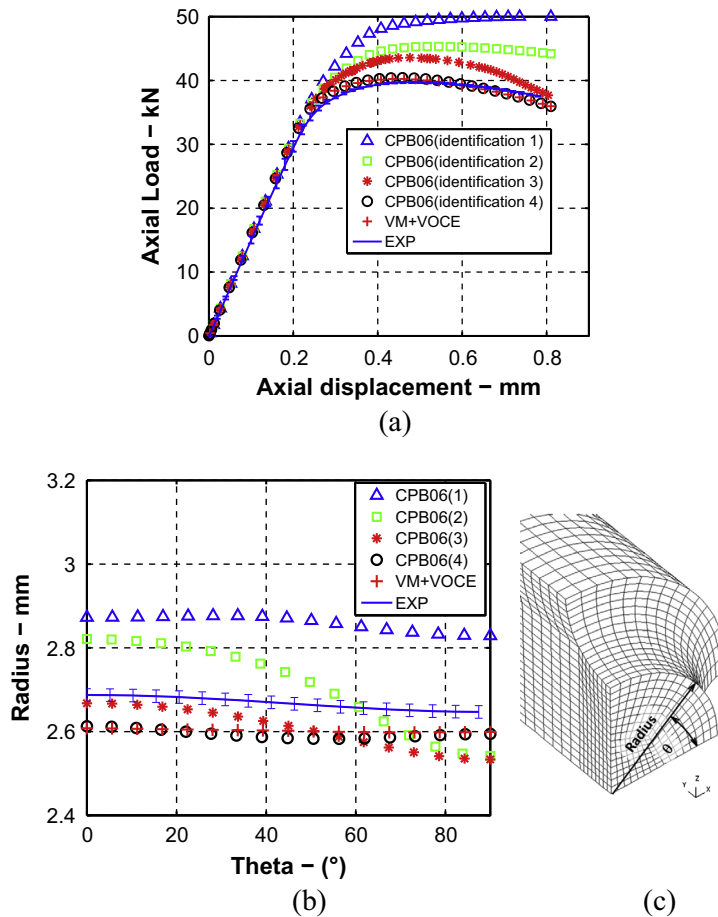 50
40
30
20
10
0
Axial Load – kN
CPB06(identification 1)
CPB06(identification 2)
CPB06(identification 3)
CPB06(identification 4)
VM+VOCE
EXP
0 0.2 0.4 0.6 0.8
Axial displacement – mm
(a)
3.2
3
2.8
2.6
2.4
Radius – mm
CPB06(1)
CPB06(2)
CPB06(3)
CPB06(4)
VM+VOCE
EXP
0 20 40 60 80
Theta – (°)
(b)
Radius
θ
Z
Y
X
(c)